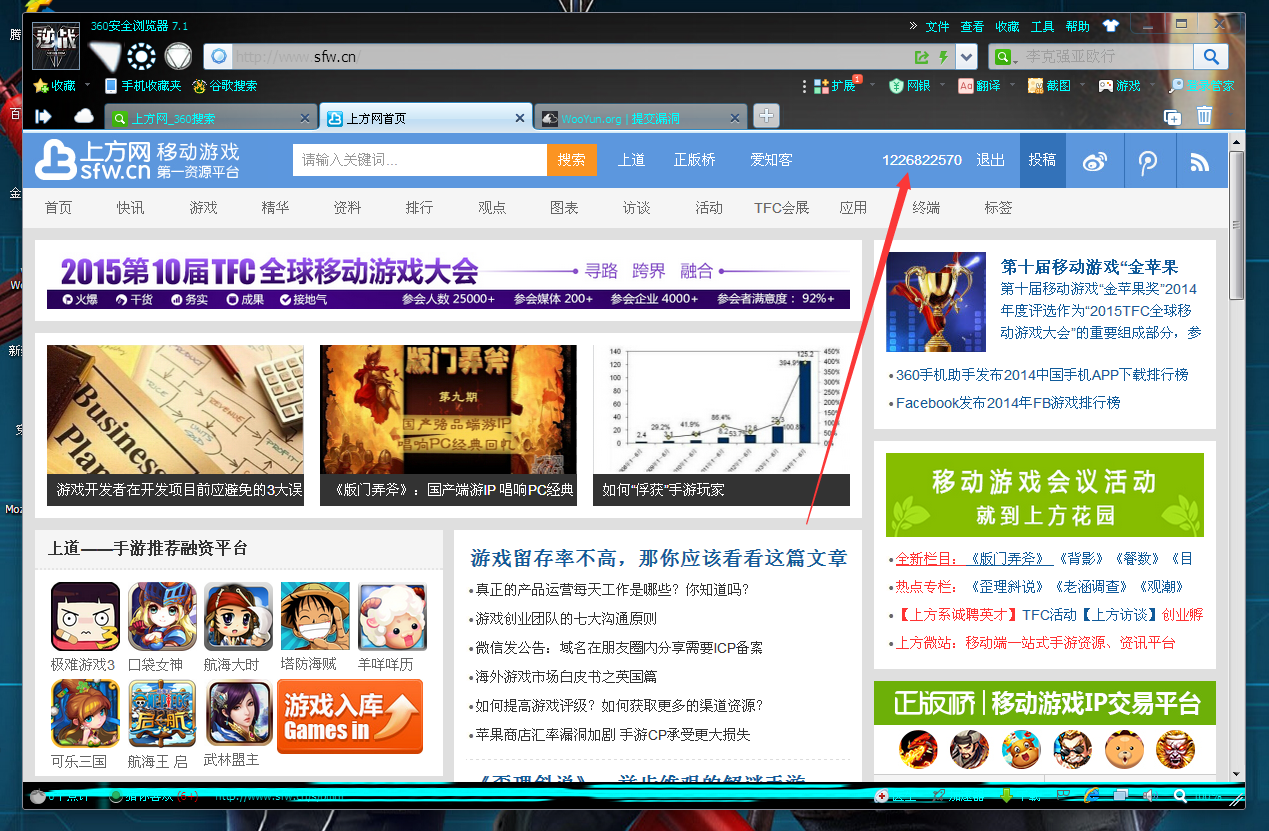 逆战
360安全浏览器 7.1
» 文件 查看 收藏 工具 帮助
http://www.sfw.cn/
李克强亚欧行
收藏 手机收藏夹 谷歌搜索
扩展 1 网银 翻译 截图 游戏
上方网_360搜索
上方网首页
WooYun.org | 提交漏洞
上方网 sfw.cn
移动游戏
第一资源平台
请输入关键词...
搜索
上道 正版桥 爱知客
1226822570 退出 投稿
首页 快讯 游戏 精华 资料 排行 观点 图表 访谈 活动 TFC会展 应用 终端 标签
2015第10届TFC全球移动游戏大会
寻路 跨界 融合
火爆 干货 务实 成果 接地气
参会人数 25000+ 参会媒体 200+ 参会企业 4000+ 参会者满意度：92%+
第十届移动游戏“金苹果
第十届移动游戏“金苹果奖”2014
年度评选作为“2015TFC全球移
动游戏大会”的重要组成部分，参
360手机助手发布2014中国手机APP下载排行榜
Facebook发布2014年FB游戏排行榜
Business
Plan
游戏开发者在开发项目前应避免的3大误
版门弄斧
第九期
国产端游IP
唱响PC经典回归
《版门弄斧》：国产端游IP 唱响PC经典
如何“俘获”手游玩家
移动游戏会议活动
就到上方花园
全新栏目：《版门弄斧》《背影》《餐数》《目
热点专栏：《歪理斜说》《老涵调查》《观潮》
【上方系诚聘英才】TFC活动【上方访谈】创业孵
上方微站：移动端一站式手游资源、资讯平台
上道——手游推荐融资平台
极难游戏3 口袋女神 航海大时 塔防海贼 羊咩咩历
可乐三国 航海王 启 武林盟主
游戏入库
Games in
游戏留存率不高，那你应该看看这篇文章
真正的产品运营每天工作是哪些？你知道吗？
游戏创业团队的七大沟通原则
微信发公告：域名在朋友圈内分享需要ICP备案
海外游戏市场白皮书之英国篇
如何提高游戏评级？如何获取更多的渠道资源？
苹果商店汇率漏洞加剧 手游CP承受更大损失
正版桥 | 移动游戏IP交易平台